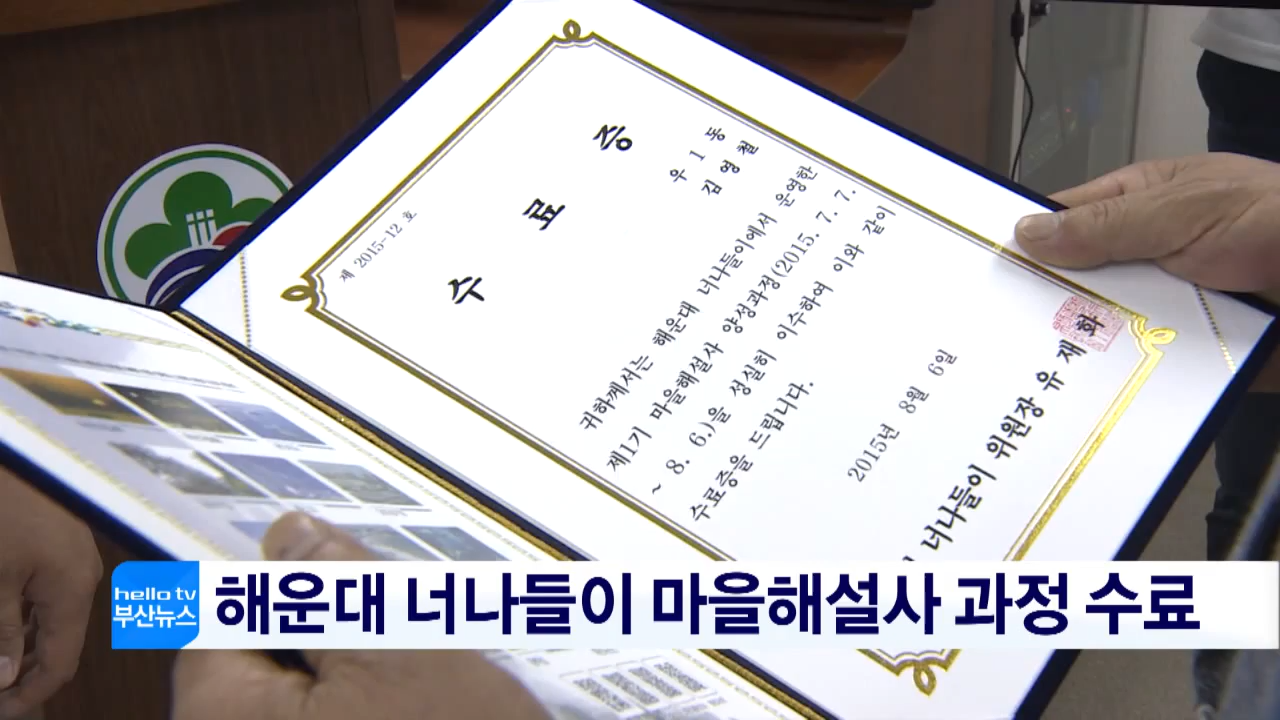 제 2015-12 호
수 료 증
우 1 동
김 영 철
귀하께서는 해운대 너나들이에서 운영한
제1기 마을해설사 양성과정(2015. 7. 7.
~ 8. 6.)을 성실히 이수하여 이와 같이
수료증을 드립니다.
2015년 8월 6일
너나들이 위원장 유 재 화
hello tv
부산뉴스
해운대 너나들이 마을해설사 과정 수료